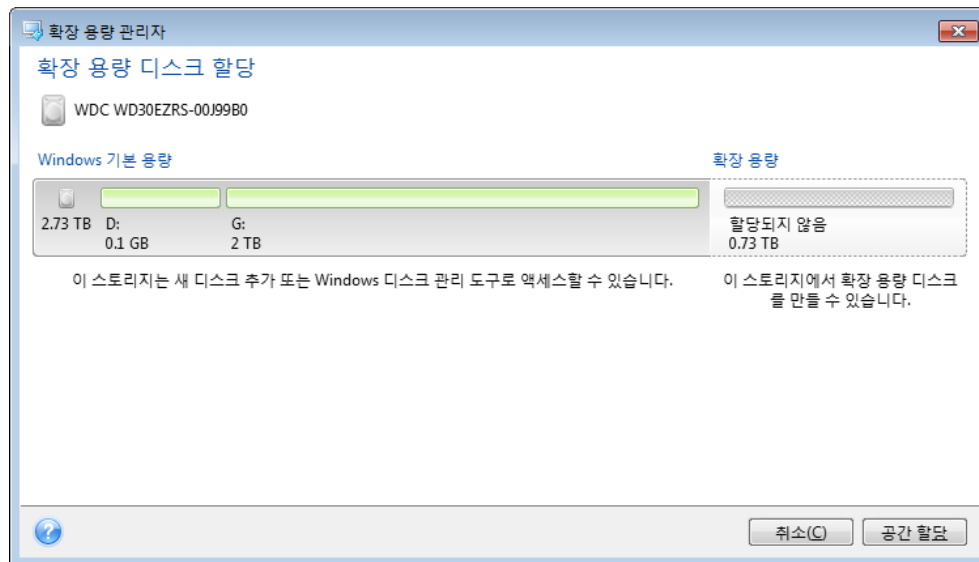 확장 용량 관리자
확장 용량 디스크 할당
WDC WD30EZRS-00J99B0
Windows 기본 용량
확장 용량
2.73 TB
D:
0.1 GB
G:
2 TB
할당되지 않음
0.73 TB
이 스토리지는 새 디스크 추가 또는 Windows 디스크 관리 도구로 액세스할 수 있습니다.
이 스토리지에서 확장 용량 디스크
를 만들 수 있습니다.
취소(C)
공간 할당